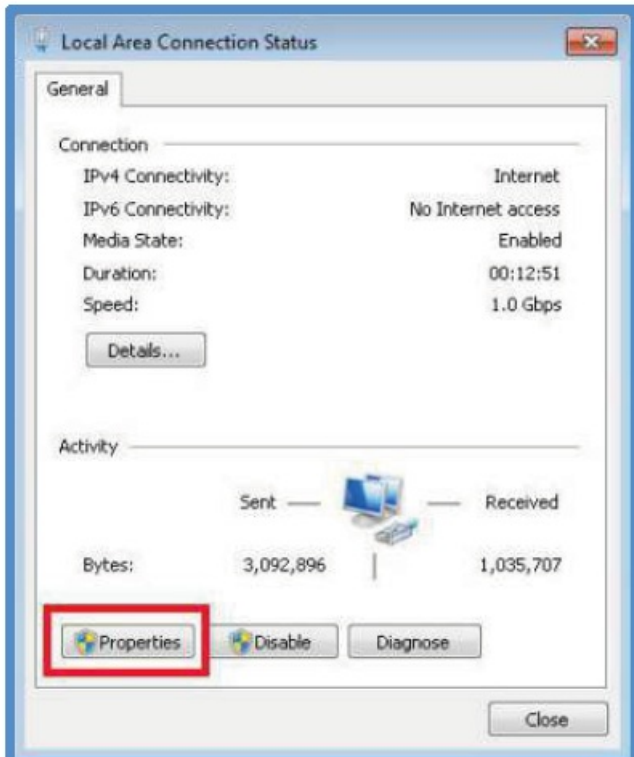 Local Area Connection Status
General
Connection
IPv4 Connectivity: Internet
IPv6 Connectivity: No Internet access
Media State: Enabled
Duration: 00:12:51
Speed: 1.0 Gbps
Details...
Activity
Sent Received
Bytes: 3,092,896 1,035,707
Properties Disable Diagnose
Close